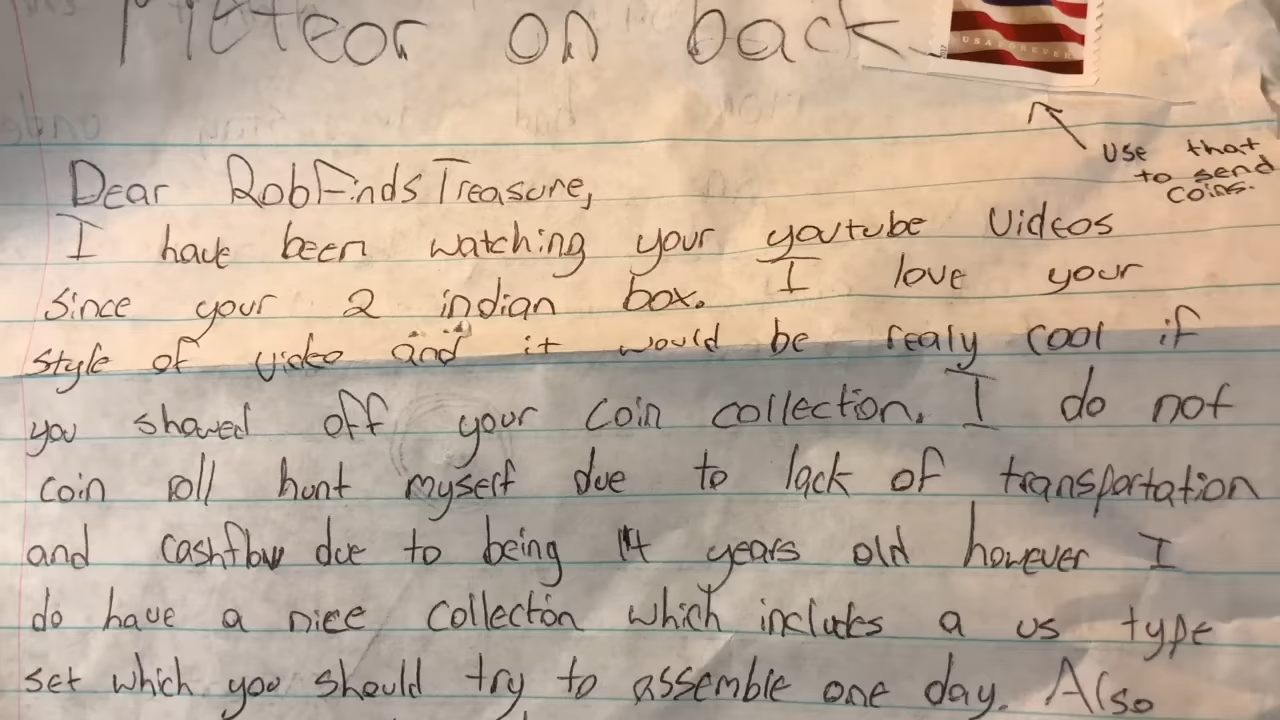 Meteor on back
USA FOREVER
Use that
to send
coins.
Dear RobFindsTreasure,
I have been watching your youtube videos
since your 2 indian box. I love your
style of video and it would be realy cool if
you showed off your coin collection. I do not
coin roll hunt myself due to lack of transportation
and cashflow due to being 14 years old however I
do have a nice collection which includes a us type
set which you should try to assemble one day. Also